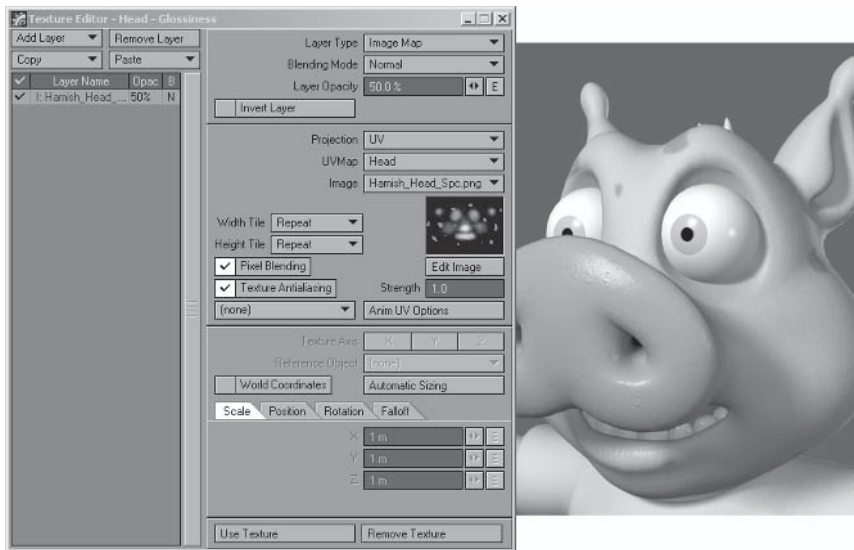 Texture Editor - Head - Glossiness
Add Layer
Remove Layer
Copy
Paste
Layer Name Opac B
I: Hamish_Head_... 50% N
Layer Type Image Map
Blending Mode Normal
Layer Opacity 50.0 % E
Invert Layer
Projection UV
UVMap Head
Image Hamish_Head_Spc.png
Width Tile Repeat
Height Tile Repeat
Pixel Blending
Edit Image
Texture Antialiasing
Strength 1.0
(none)
Anim UV Options
Texture Axis X Y Z
Reference Object (none)
World Coordinates
Automatic Sizing
Scale Position Rotation Falloff
X 1 m E
Y 1 m E
Z 1 m E
Use Texture
Remove Texture